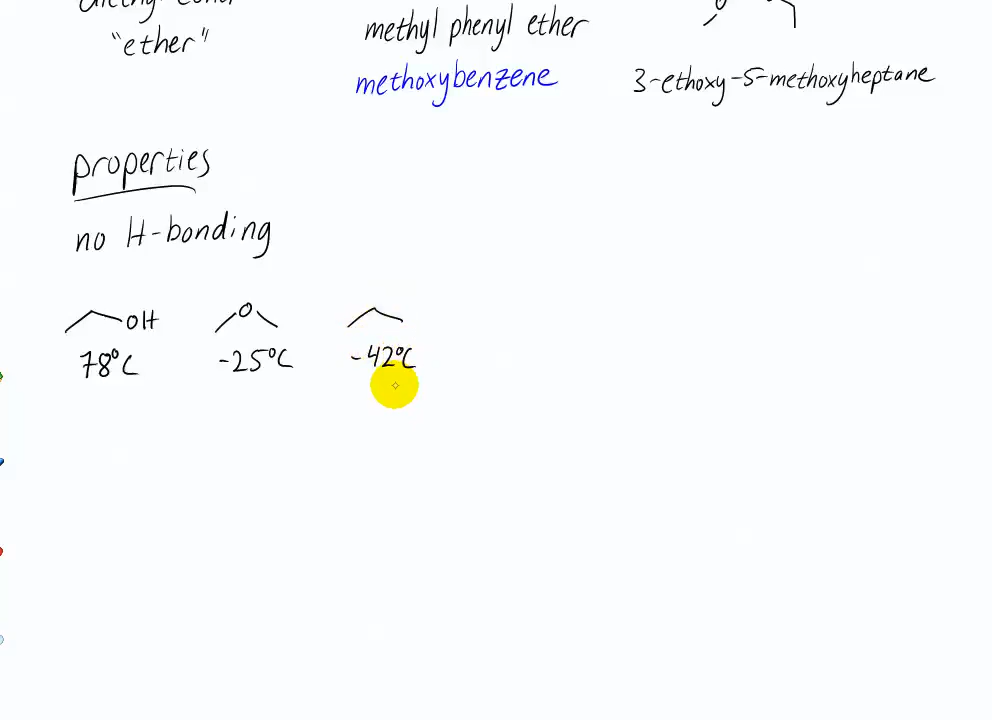 "ether"
methyl phenyl ether
methoxybenzene
3-ethoxy-5-methoxyheptane
properties
no H-bonding
OH
O
78°C
-25°C
-42°C